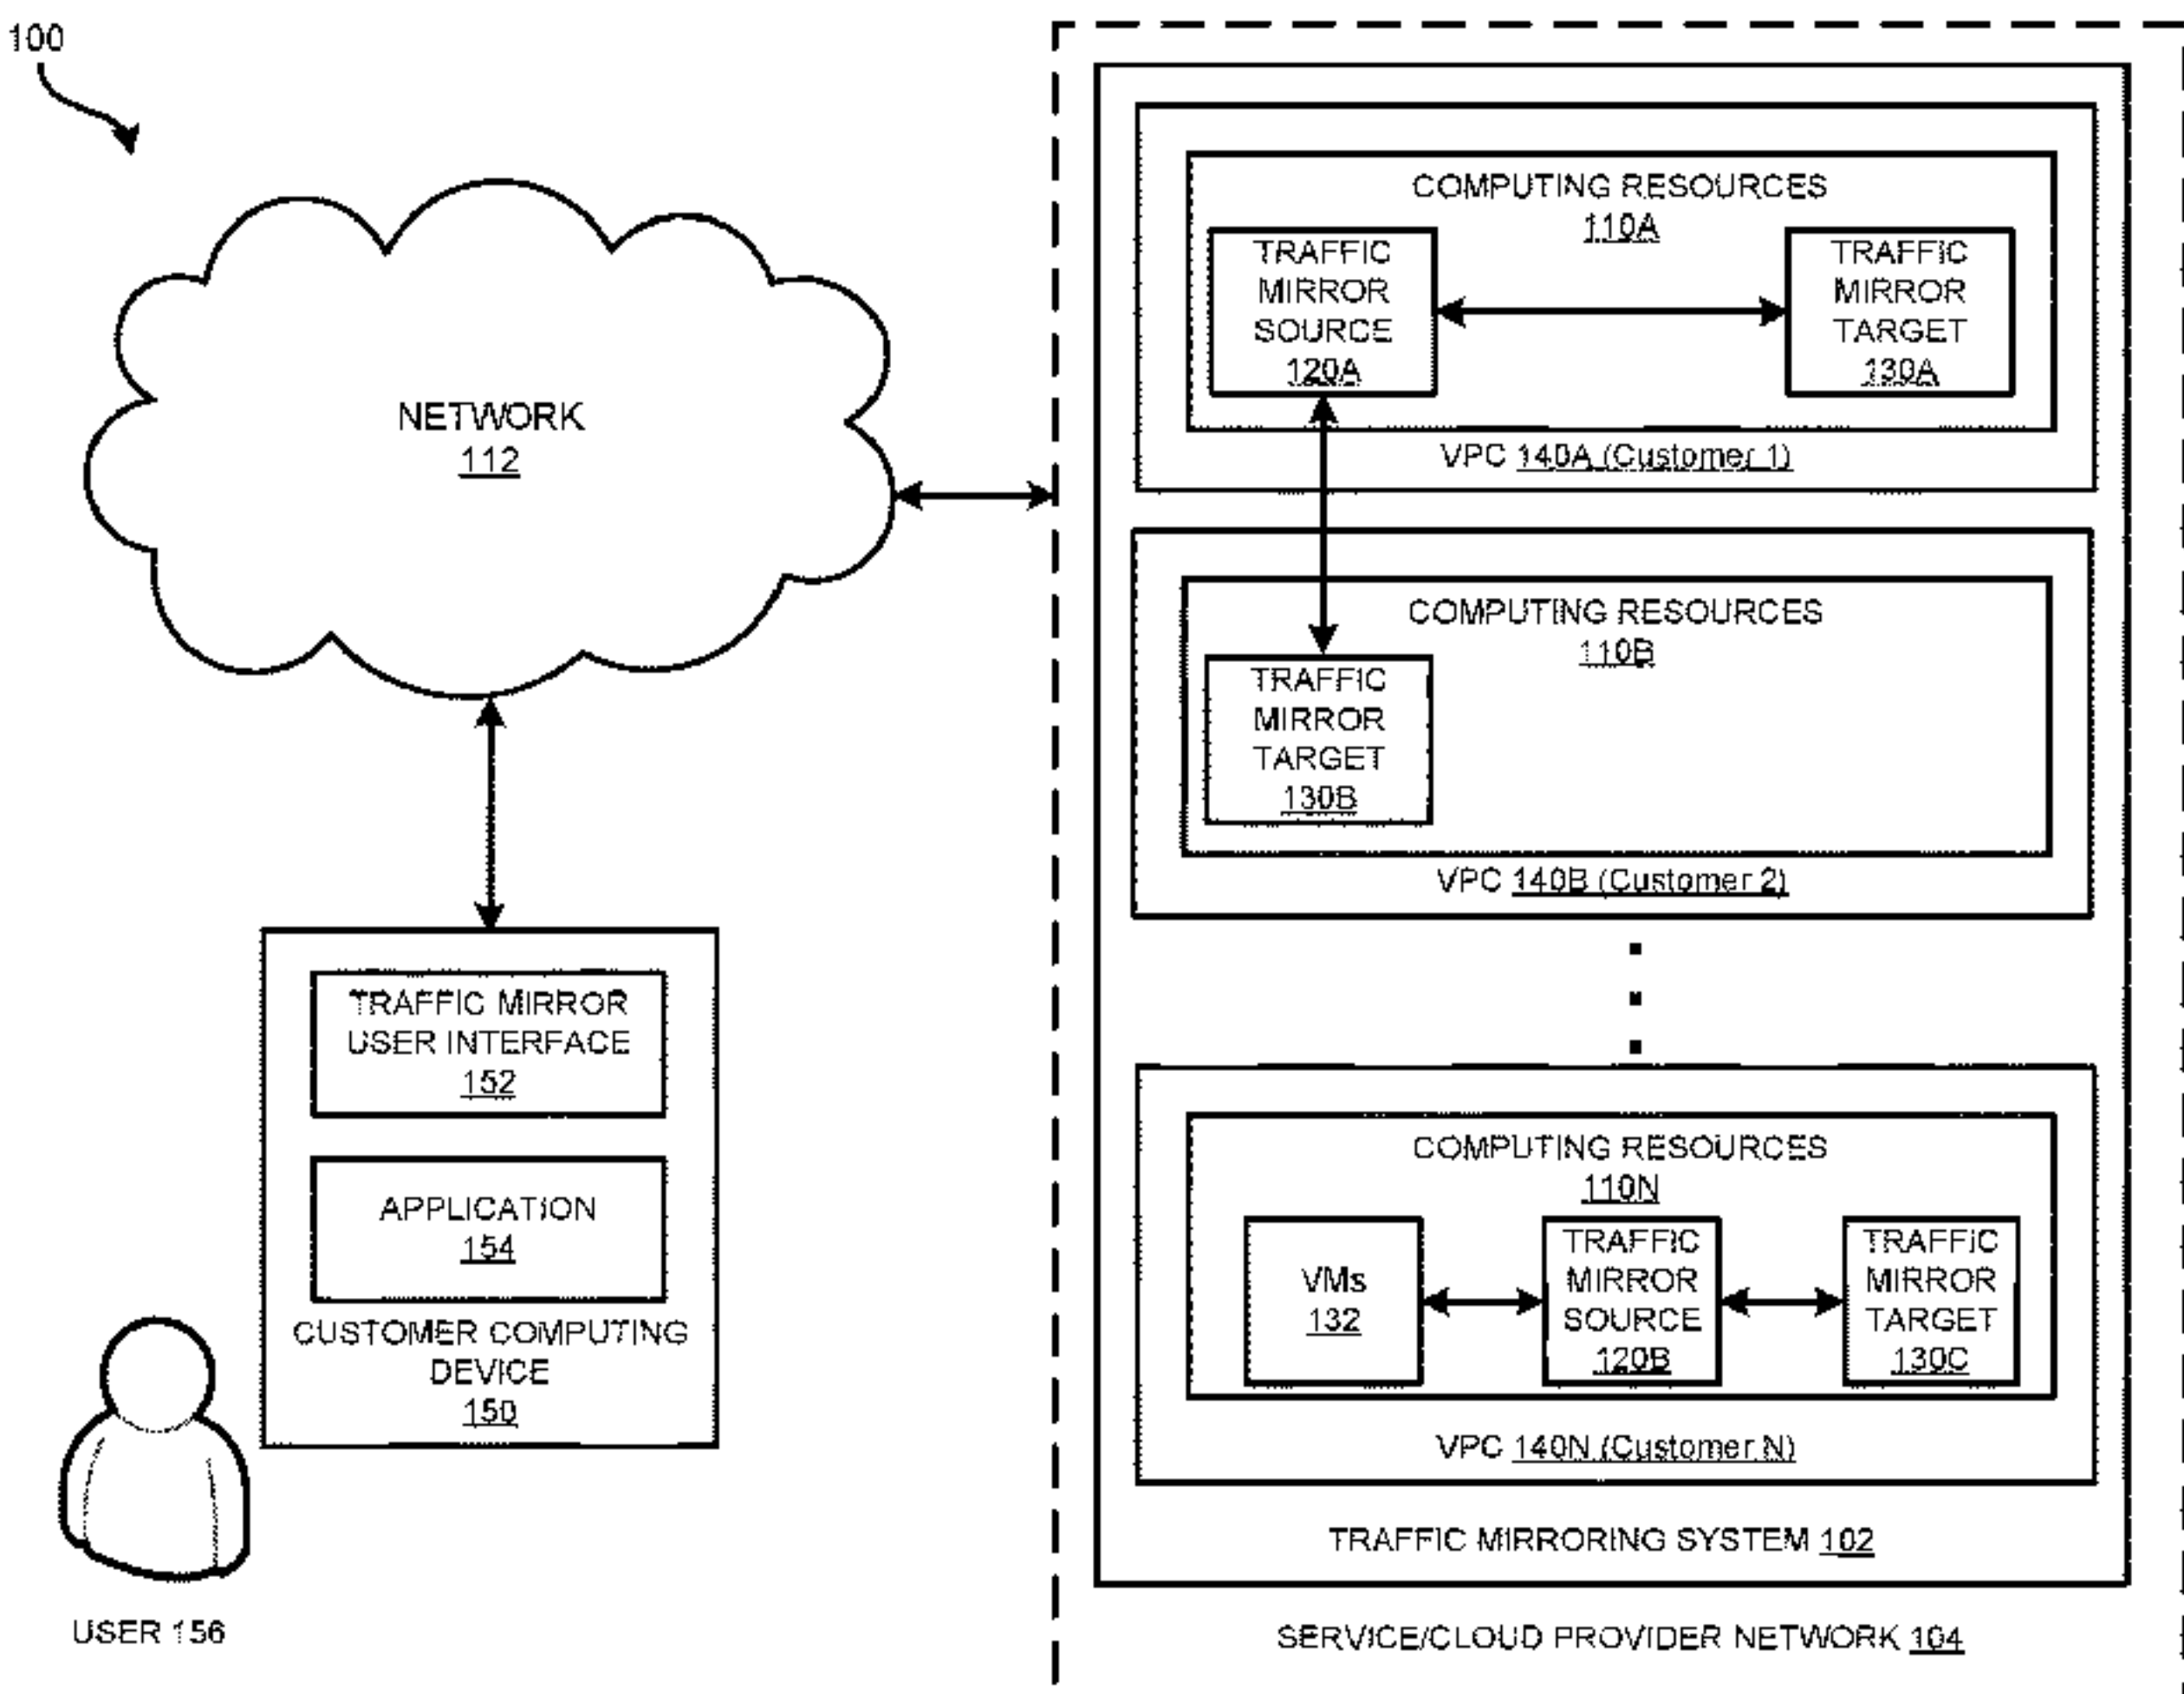 100
NETWORK
112
TRAFFIC MIRROR
USER INTERFACE
152
APPLICATION
154
CUSTOMER COMPUTING
DEVICE
150
USER 156
COMPUTING RESOURCES
110A
TRAFFIC
MIRROR
SOURCE
120A
TRAFFIC
MIRROR
TARGET
130A
VPC 140A (Customer 1)
COMPUTING RESOURCES
110B
TRAFFIC
MIRROR
TARGET
130B
VPC 140B (Customer 2)
COMPUTING RESOURCES
110N
VMs
132
TRAFFIC
MIRROR
SOURCE
120B
TRAFFIC
MIRROR
TARGET
130C
VPC 140N (Customer N)
TRAFFIC MIRRORING SYSTEM 102
SERVICE/CLOUD PROVIDER NETWORK 104